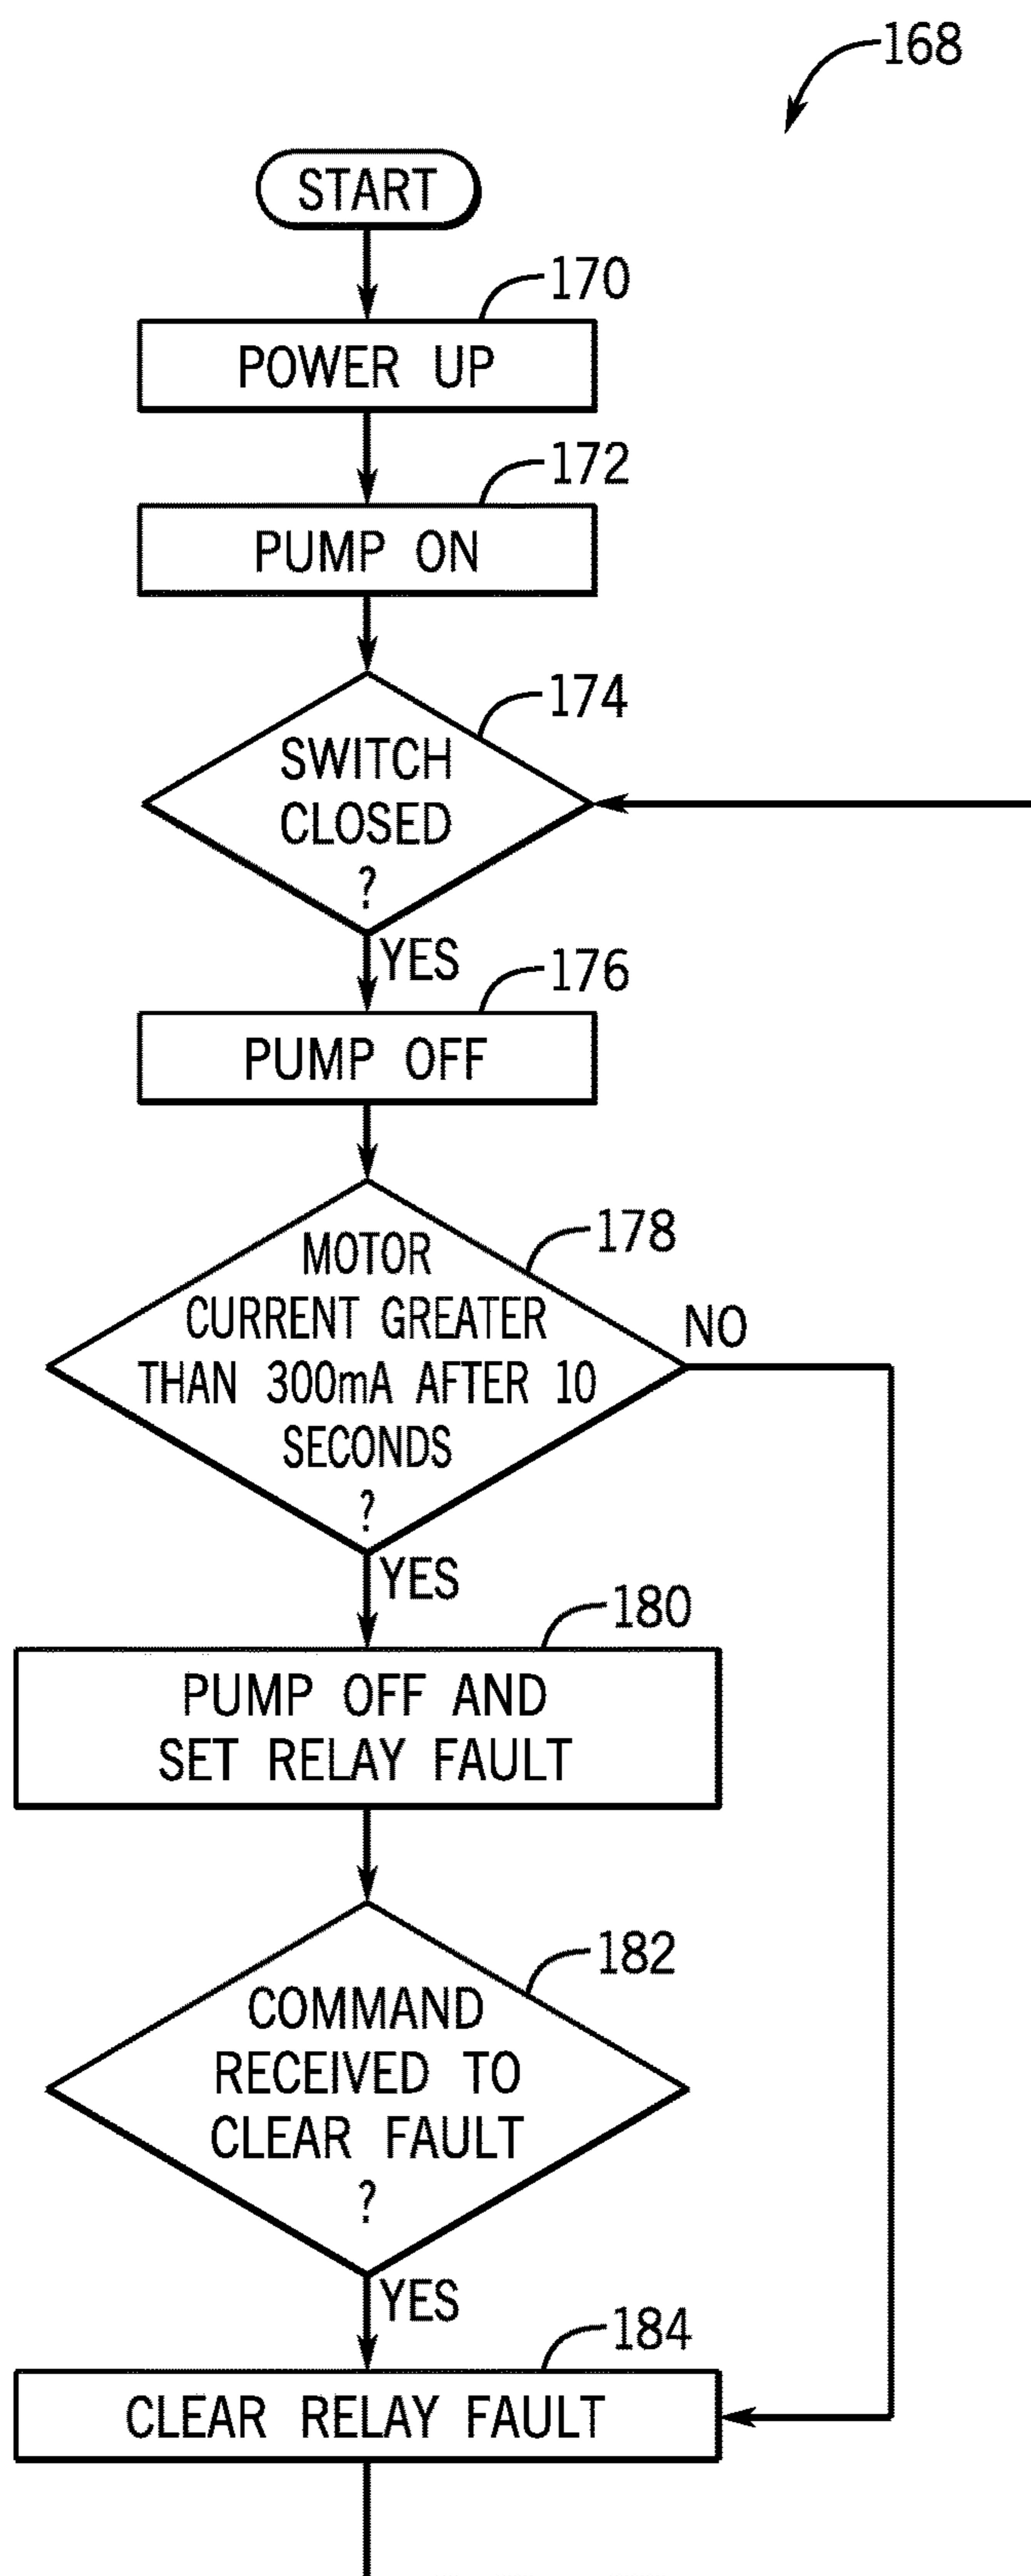 168
START
170
POWER UP
172
PUMP ON
174
SWITCH
CLOSED
?
YES
176
PUMP OFF
178
MOTOR
CURRENT GREATER
THAN 300mA AFTER 10
SECONDS
?
NO
YES
180
PUMP OFF AND
SET RELAY FAULT
182
COMMAND
RECEIVED TO
CLEAR FAULT
?
YES
184
CLEAR RELAY FAULT